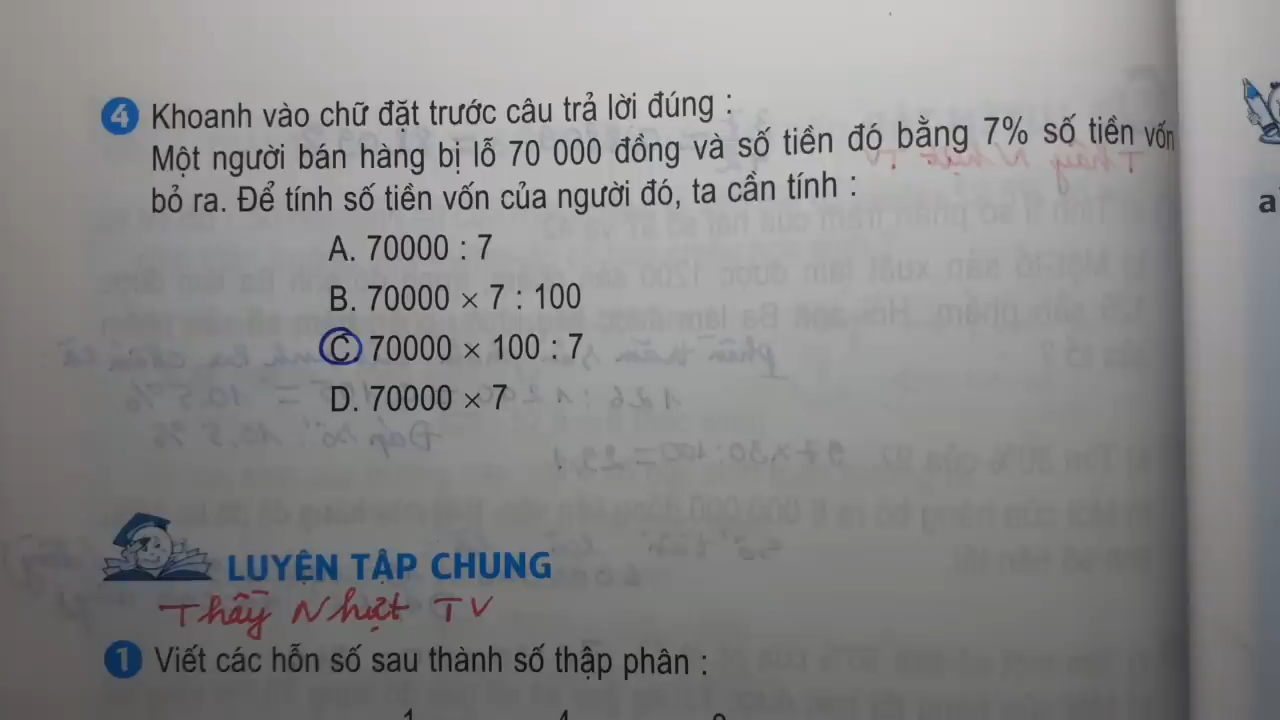 4 Khoanh vào chữ đặt trước câu trả lời đúng :
Một người bán hàng bị lỗ 70 000 đồng và số tiền đó bằng 7% số tiền vốn
bỏ ra. Để tính số tiền vốn của người đó, ta cần tính :
A. 70000 : 7
B. 70000 × 7 : 100
C. 70000 × 100 : 7
D. 70000 × 7
LUYỆN TẬP CHUNG
Thầy Nhựt TV
1 Viết các hỗn số sau thành số thập phân :
a